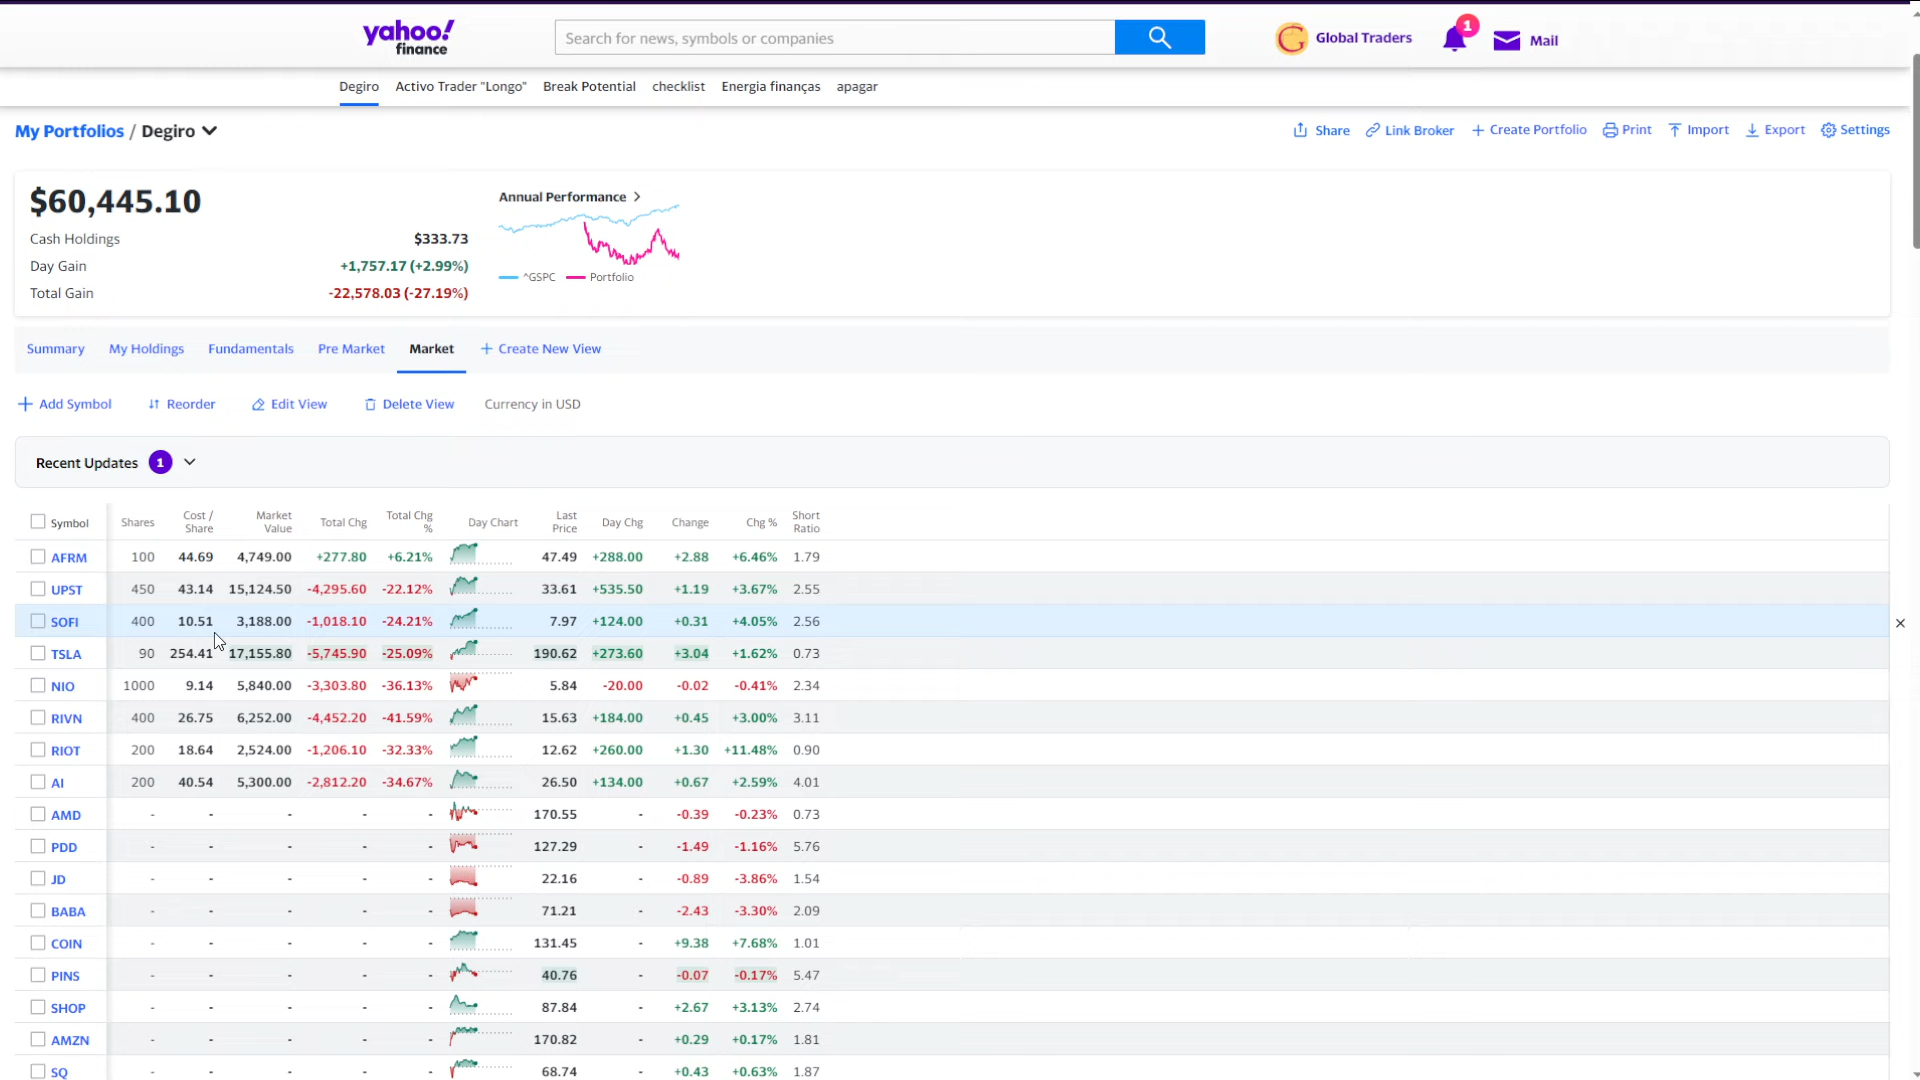 yahoo!
finance
Search for news, symbols or companies
Global Traders
1
Mail
Degiro Activo Trader "Longo" Break Potential checklist Energia finanças apagar
My Portfolios / Degiro
Share Link Broker Create Portfolio Print Import Export Settings
$60,445.10
Cash Holdings $333.73
Day Gain +1,757.17 (+2.99%)
Total Gain -22,578.03 (-27.19%)
Annual Performance
^GSPC Portfolio
Summary My Holdings Fundamentals Pre Market Market + Create New View
+ Add Symbol Reorder Edit View Delete View Currency in USD
Recent Updates 1
Symbol Shares Cost / Share Market Value Total Chg Total Chg % Day Chart Last Price Day Chg Change Chg % Short Ratio
AFRM 100 44.69 4,749.00 +277.80 +6.21% 47.49 +288.00 +2.88 +6.46% 1.79
UPST 450 43.14 15,124.50 -4,295.60 -22.12% 33.61 +535.50 +1.19 +3.67% 2.55
SOFI 400 10.51 3,188.00 -1,018.10 -24.21% 7.97 +124.00 +0.31 +4.05% 2.56
TSLA 90 254.41 17,155.80 -5,745.90 -25.09% 190.62 +273.60 +3.04 +1.62% 0.73
NIO 1000 9.14 5,840.00 -3,303.80 -36.13% 5.84 -20.00 -0.02 -0.41% 2.34
RIVN 400 26.75 6,252.00 -4,452.20 -41.59% 15.63 +184.00 +0.45 +3.00% 3.11
RIOT 200 18.64 2,524.00 -1,206.10 -32.33% 12.62 +260.00 +1.30 +11.48% 0.90
AI 200 40.54 5,300.00 -2,812.20 -34.67% 26.50 +134.00 +0.67 +2.59% 4.01
AMD - - - - - 170.55 - -0.39 -0.23% 0.73
PDD - - - - - 127.29 - -1.49 -1.16% 5.76
JD - - - - - 22.16 - -0.89 -3.86% 1.54
BABA - - - - - 71.21 - -2.43 -3.30% 2.09
COIN - - - - - 131.45 - +9.38 +7.68% 1.01
PINS - - - - - 40.76 - -0.07 -0.17% 5.47
SHOP - - - - - 87.84 - +2.67 +3.13% 2.74
AMZN - - - - - 170.82 - +0.29 +0.17% 1.81
SQ - - - - - 68.74 - +0.43 +0.63% 1.87